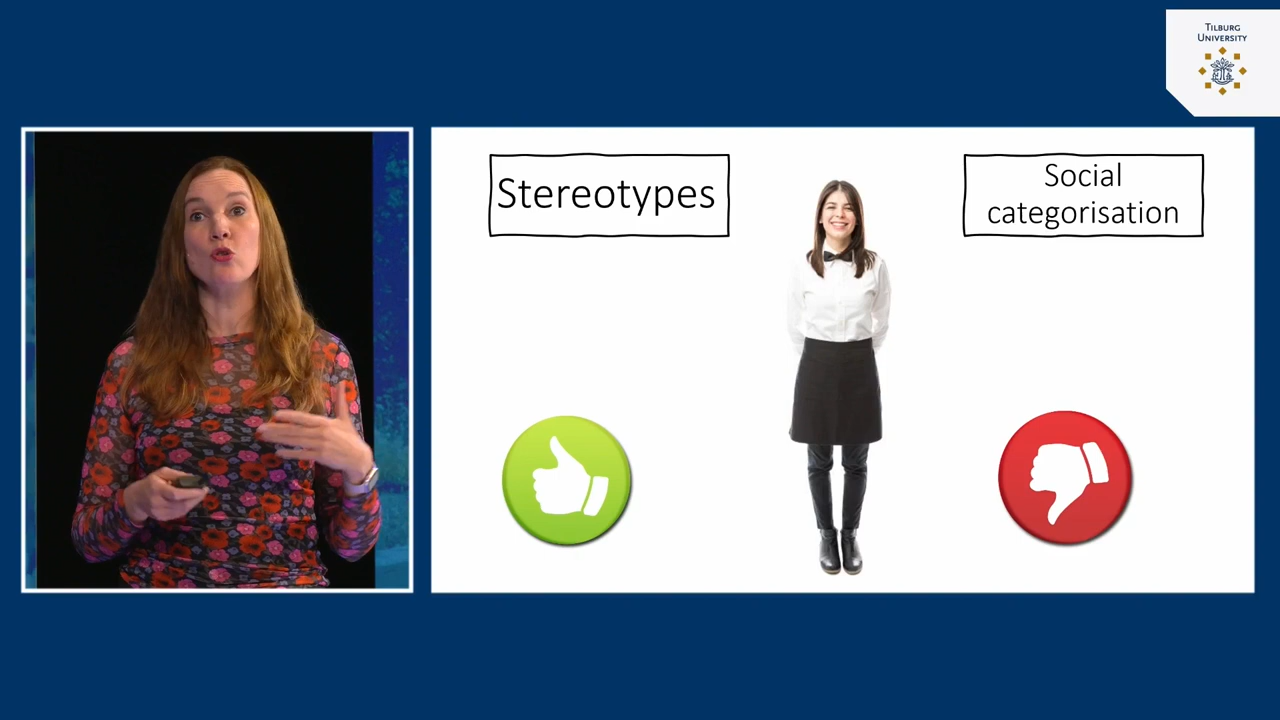 TILBURG
UNIVERSITY
Stereotypes
Social
categorisation